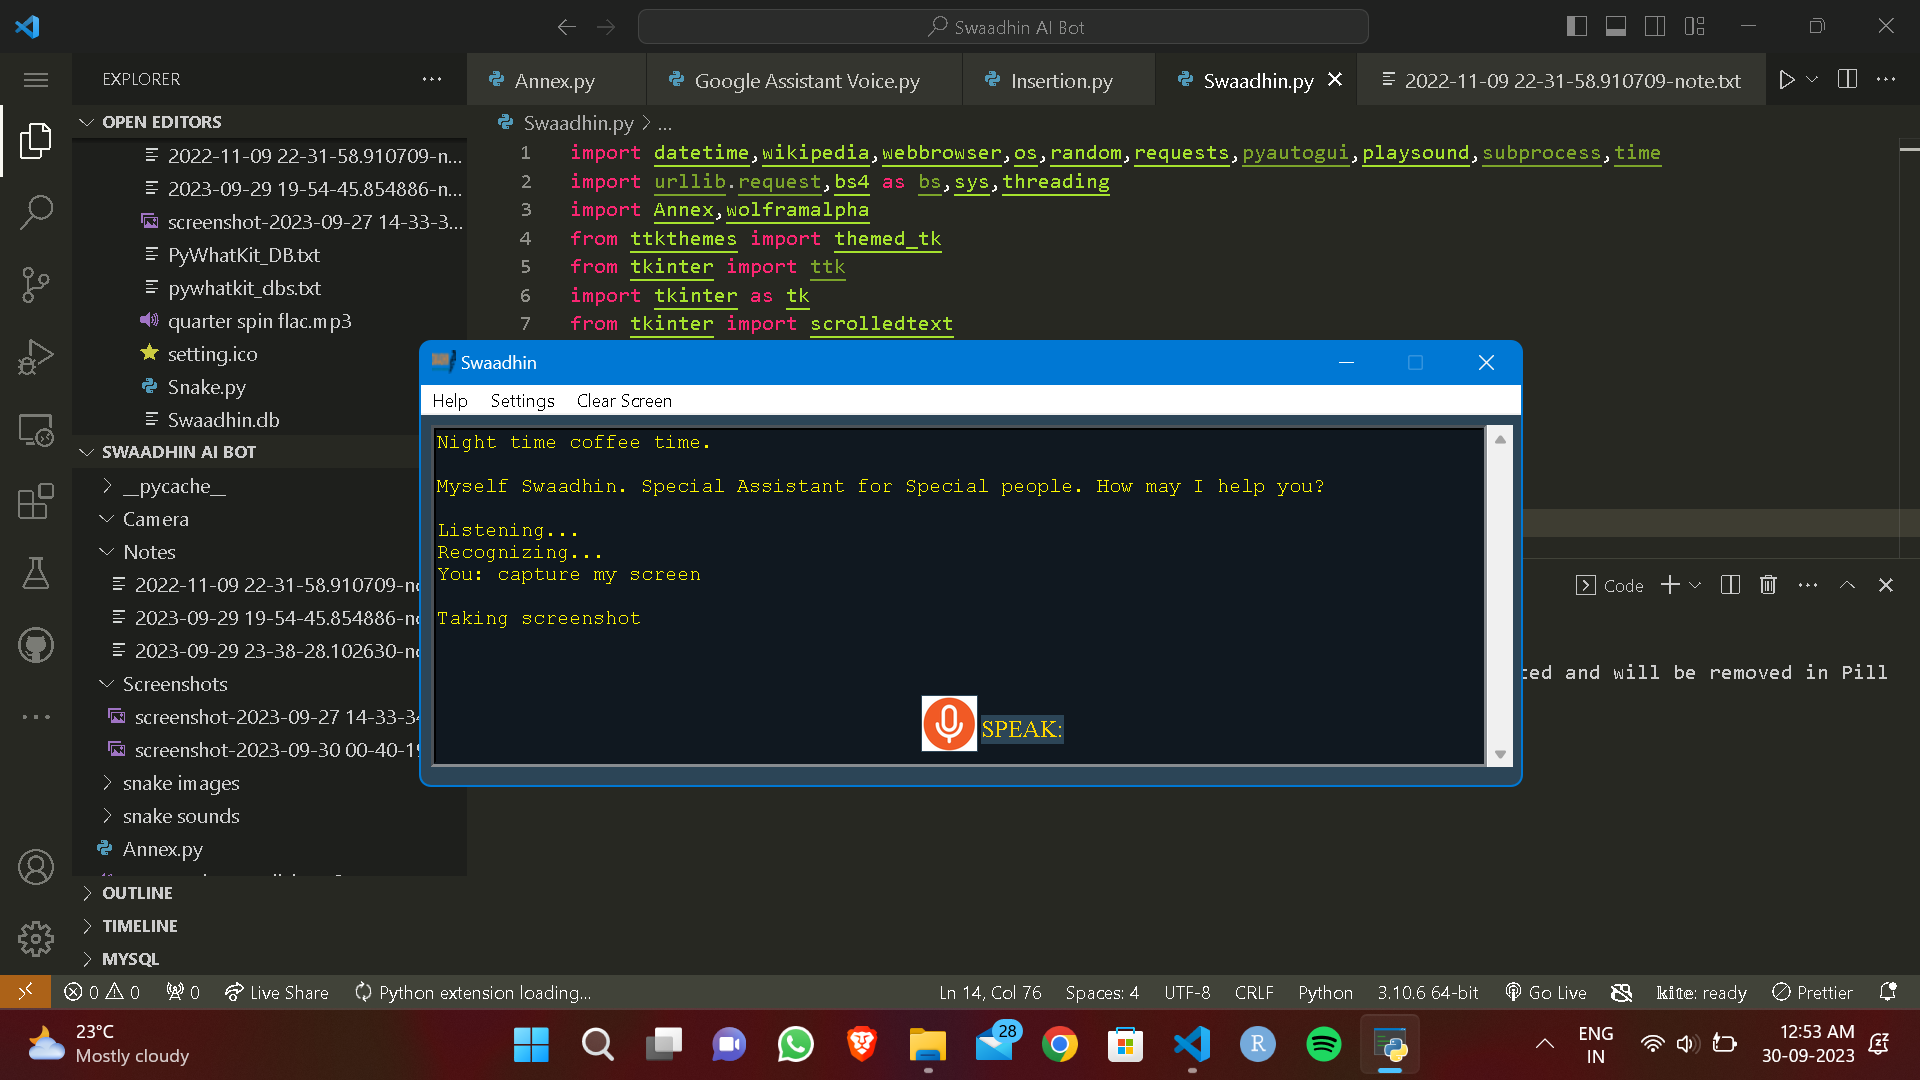 Swaadhin AI Bot
EXPLORER
Annex.py
Google Assistant Voice.py
Insertion.py
Swaadhin.py
2022-11-09 22-31-58.910709-note.txt
OPEN EDITORS
2022-11-09 22-31-58.910709-n...
2023-09-29 19-54-45.854886-n...
screenshot-2023-09-27 14-33-3...
PyWhatKit_DB.txt
pywhatkit_dbs.txt
quarter spin flac.mp3
setting.ico
Snake.py
Swaadhin.db
SWAADHIN AI BOT
__pycache__
Camera
Notes
2022-11-09 22-31-58.910709-no
2023-09-29 19-54-45.854886-no
2023-09-29 23-38-28.102630-no
Screenshots
screenshot-2023-09-27 14-33-34
screenshot-2023-09-30 00-40-19
snake images
snake sounds
Annex.py
OUTLINE
TIMELINE
MYSQL
Swaadhin.py > ...
1 import datetime,wikipedia,webbrowser,os,random,requests,pyautogui,playsound,subprocess,time
2 import urllib.request,bs4 as bs,sys,threading
3 import Annex,wolframalpha
4 from ttkthemes import themed_tk
5 from tkinter import ttk
6 import tkinter as tk
7 from tkinter import scrolledtext
Swaadhin
Help Settings Clear Screen
Night time coffee time.
Myself Swaadhin. Special Assistant for Special people. How may I help you?
Listening...
Recognizing...
You: capture my screen
Taking screenshot
SPEAK:
Code
ted and will be removed in Pill
0 0 0 Live Share Python extension loading... Ln 14, Col 76 Spaces: 4 UTF-8 CRLF Python 3.10.6 64-bit Go Live kite: ready Prettier
23°C
Mostly cloudy
28
R
ENG
IN
12:53 AM
30-09-2023